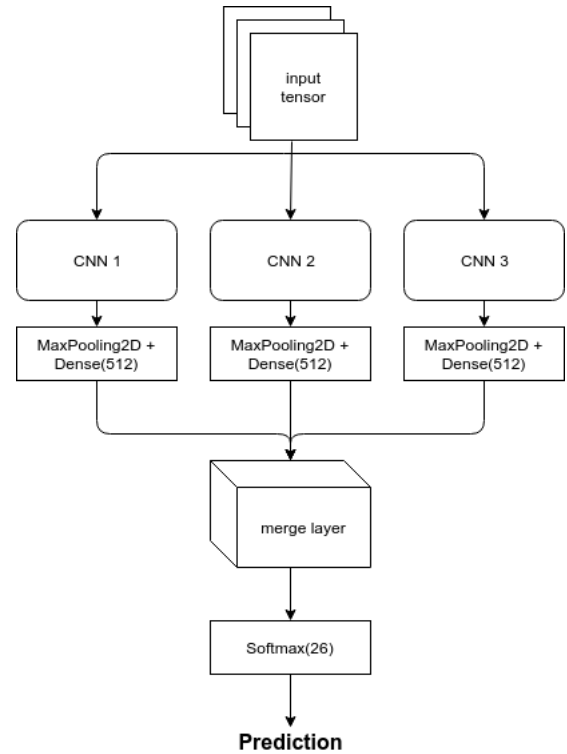 input
tensor
CNN 1
CNN 2
CNN 3
MaxPooling2D +
Dense(512)
MaxPooling2D +
Dense(512)
MaxPooling2D +
Dense(512)
merge layer
Softmax(26)
Prediction